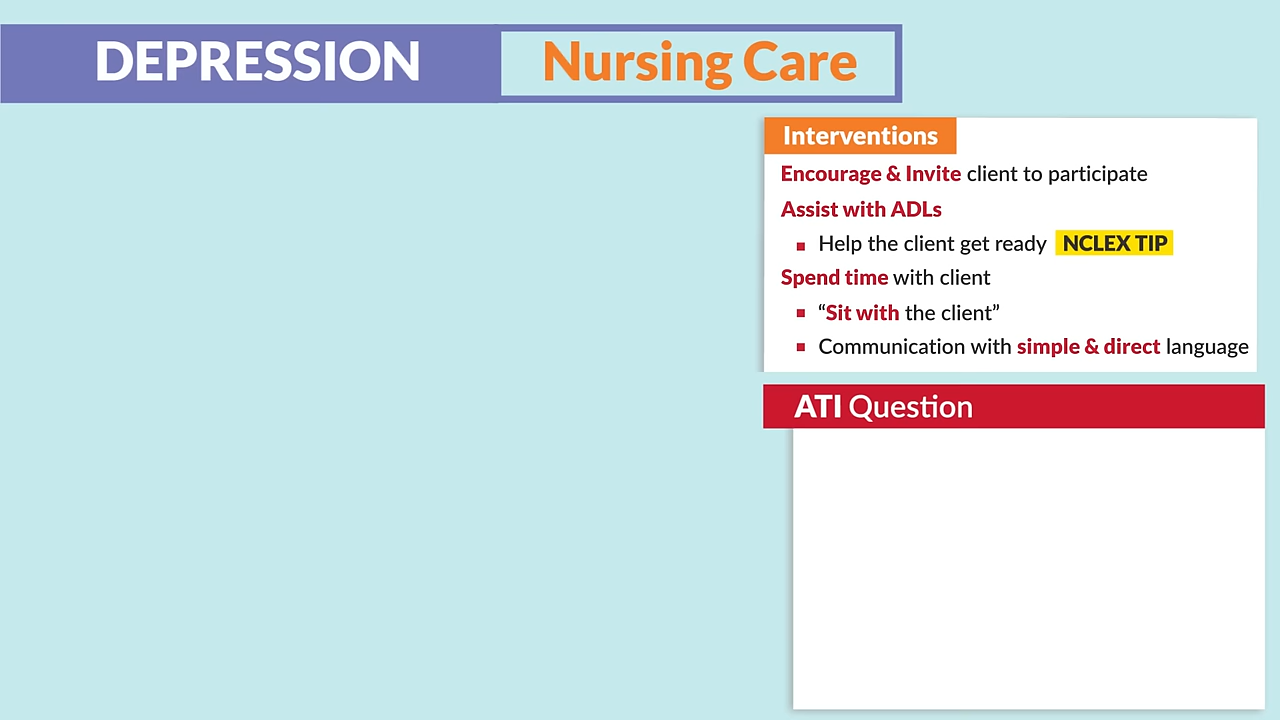 DEPRESSION Nursing Care
Interventions
Encourage & Invite client to participate
Assist with ADLs
▪ Help the client get ready NCLEX TIP
Spend time with client
▪ “Sit with the client”
▪ Communication with simple & direct language
ATI Question